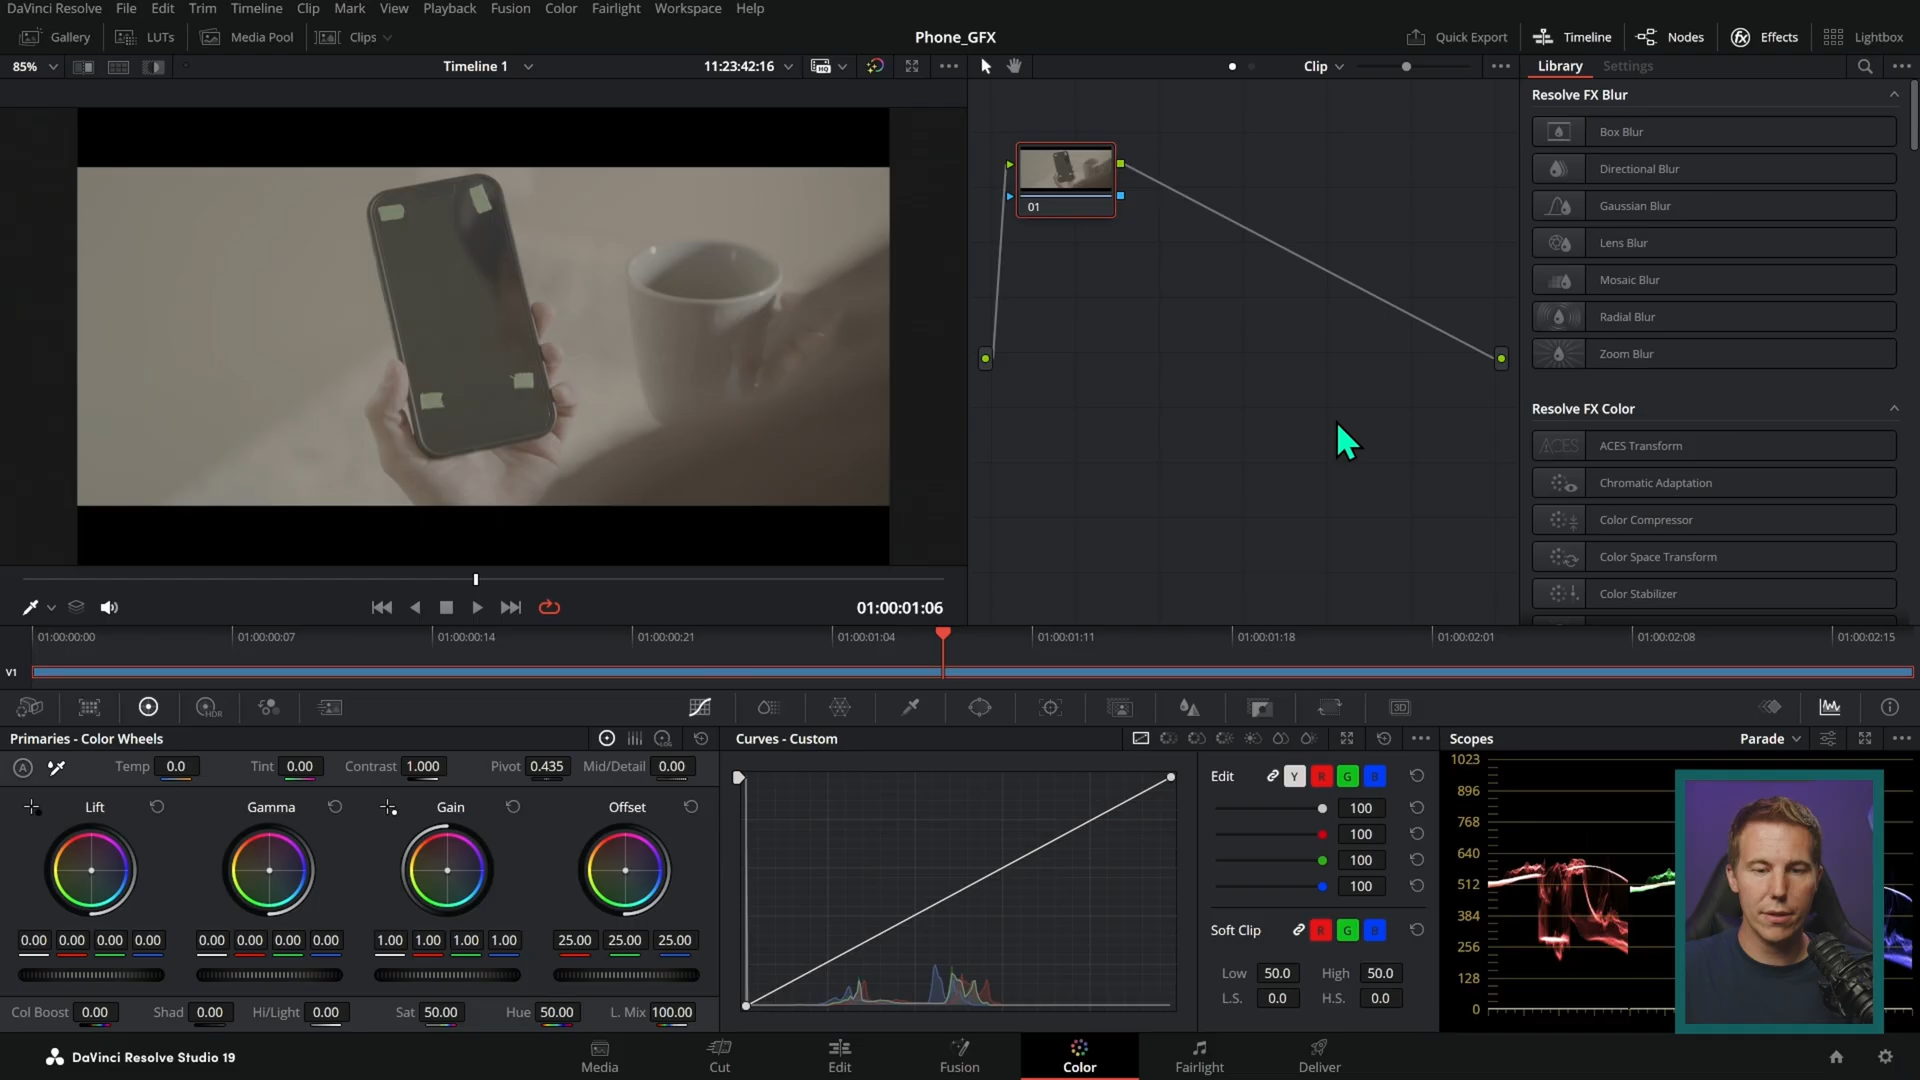 DaVinci Resolve File Edit Trim Timeline Clip Mark View Playback Fusion Color Fairlight Workspace Help
Gallery LUTs Media Pool Clips Phone_GFX Quick Export Timeline Nodes Effects Lightbox
85% Timeline 1 11:23:42:16 Clip Library Settings
Resolve FX Blur
Box Blur
Directional Blur
Gaussian Blur
Lens Blur
Mosaic Blur
Radial Blur
Zoom Blur
01
Resolve FX Color
ACES Transform
Chromatic Adaptation
Color Compressor
Color Space Transform
Color Stabilizer
01:00:01:06
01:00:00:00 01:00:00:07 01:00:00:14 01:00:00:21 01:00:01:04 01:00:01:11 01:00:01:18 01:00:02:01 01:00:02:08 01:00:02:15
V1
HDR 3D
Primaries - Color Wheels LOG
Temp 0.0 Tint 0.00 Contrast 1.000 Pivot 0.435 Mid/Detail 0.00
Lift Gamma Gain Offset
0.00 0.00 0.00 0.00 0.00 0.00 0.00 0.00 1.00 1.00 1.00 1.00 25.00 25.00 25.00
Col Boost 0.00 Shad 0.00 Hi/Light 0.00 Sat 50.00 Hue 50.00 L. Mix 100.00
Curves - Custom
Edit Y R G B
100
100
100
100
Soft Clip R G B
Low 50.0 High 50.0
L.S. 0.0 H.S. 0.0
Scopes Parade
1023
896
768
640
512
384
256
128
0
DaVinci Resolve Studio 19 Media Cut Edit Fusion Color Fairlight Deliver